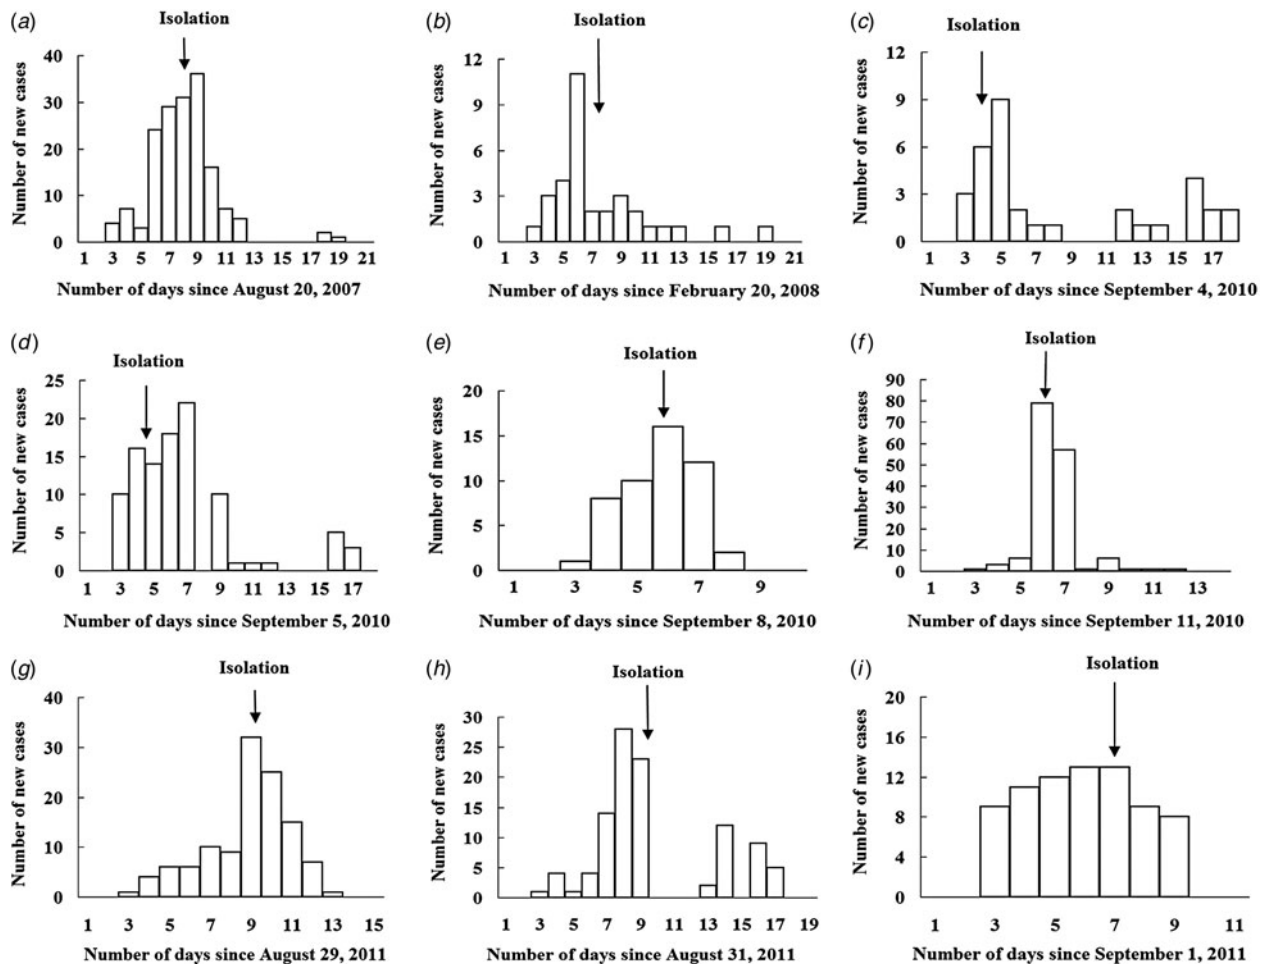 (a)
Isolation
Number of new cases
40
30
20
10
0
1 3 5 7 9 11 13 15 17 19 21
Number of days since August 20, 2007
(b)
Isolation
Number of new cases
12
9
6
3
0
1 3 5 7 9 11 13 15 17 19 21
Number of days since February 20, 2008
(c)
Isolation
Number of new cases
12
9
6
3
0
1 3 5 7 9 11 13 15 17
Number of days since September 4, 2010
(d)
Isolation
Number of new cases
25
20
15
10
5
0
1 3 5 7 9 11 13 15 17
Number of days since September 5, 2010
(e)
Isolation
Number of new cases
20
15
10
5
0
1 3 5 7 9
Number of days since September 8, 2010
(f)
Isolation
Number of new cases
90
80
70
60
50
40
30
20
10
0
1 3 5 7 9 11 13
Number of days since September 11, 2010
(g)
Isolation
Number of new cases
40
30
20
10
0
1 3 5 7 9 11 13 15
Number of days since August 29, 2011
(h)
Isolation
Number of new cases
30
25
20
15
10
5
0
1 3 5 7 9 11 13 15 17 19
Number of days since August 31, 2011
(i)
Isolation
Number of new cases
20
16
12
8
4
0
1 3 5 7 9 11
Number of days since September 1, 2011